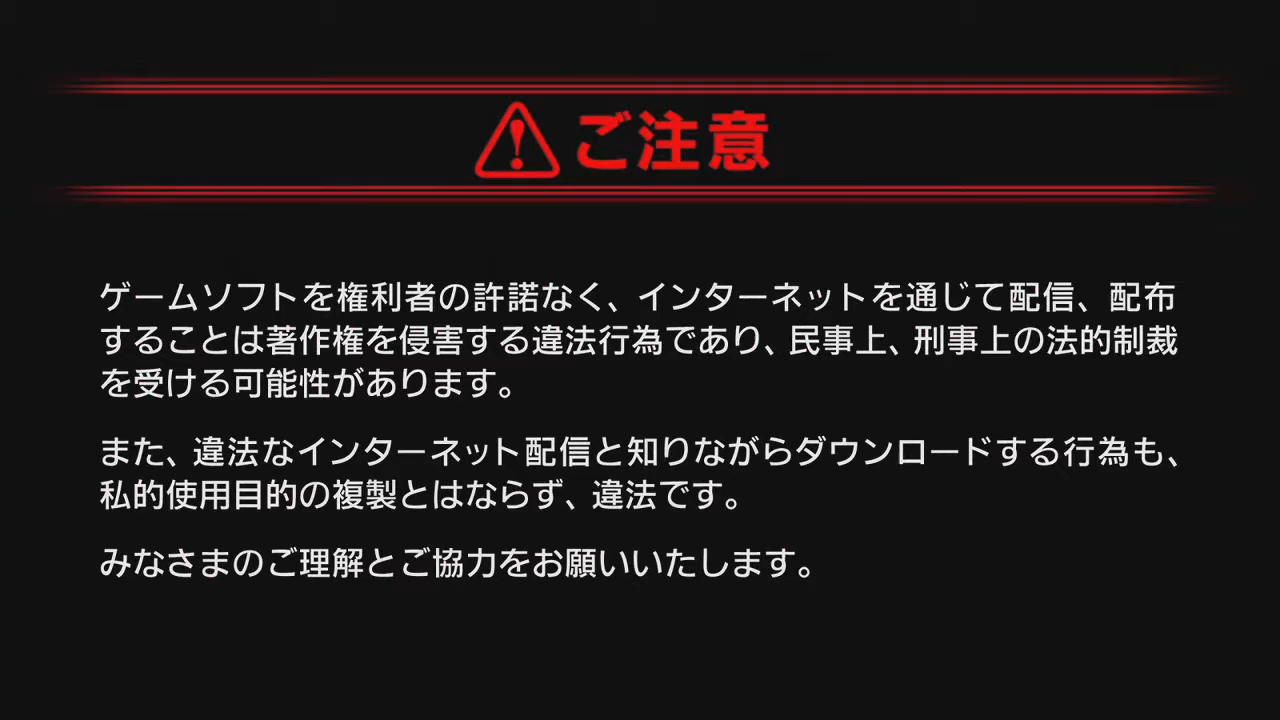 ご注意
ゲームソフトを権利者の許諾なく、インターネットを通じて配信、配布
することは著作権を侵害する違法行為であり、民事上、刑事上の法的制裁
を受ける可能性があります。
また、違法なインターネット配信と知りながらダウンロードする行為も、
私的使用目的の複製とはならず、違法です。
みなさまのご理解とご協力をお願いいたします。